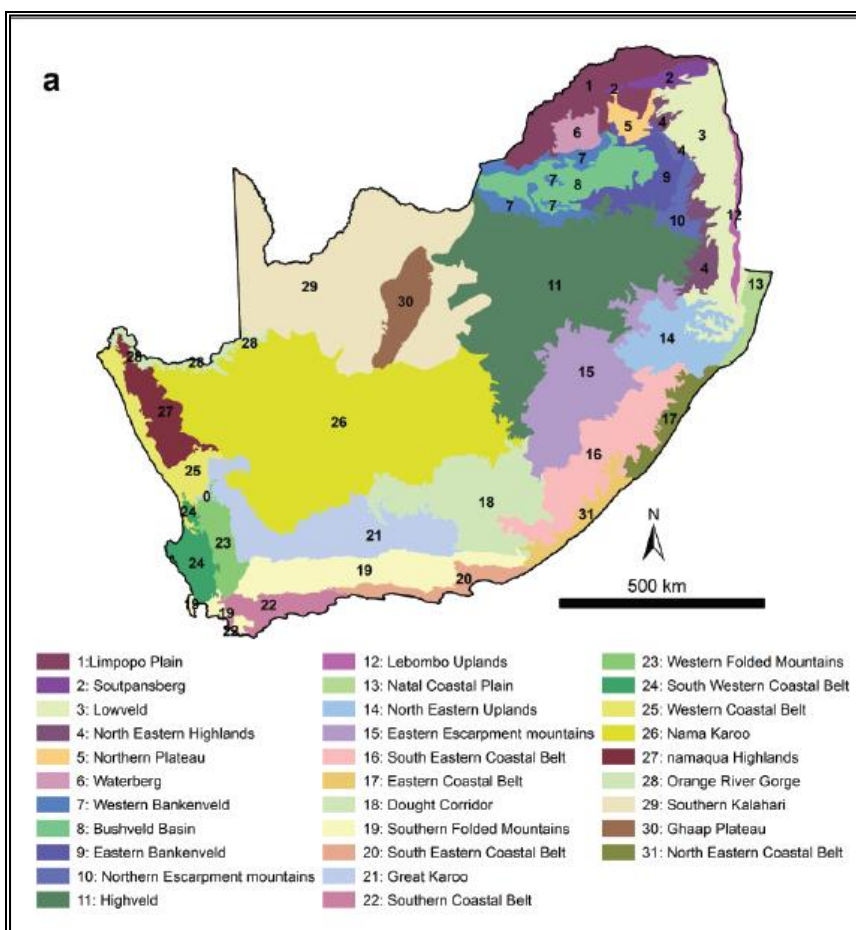 a
1
2
2
4
5
6
3
4
7
7
8
9
7
7
10
12
11
4
13
29
30
14
28
28
28
15
27
26
17
16
25
0
18
24
31
23
21
24
19
20
19
19
22
22
N
500 km
1:Limpopo Plain
2: Soutpansberg
3: Lowveld
4: North Eastern Highlands
5: Northern Plateau
6: Waterberg
7: Western Bankenveld
8: Bushveld Basin
9: Eastern Bankenveld
10: Northern Escarpment mountains
11: Highveld
12: Lebombo Uplands
13: Natal Coastal Plain
14: North Eastern Uplands
15: Eastern Escarpment mountains
16: South Eastern Coastal Belt
17: Eastern Coastal Belt
18: Dought Corridor
19: Southern Folded Mountains
20: South Eastern Coastal Belt
21: Great Karoo
22: Southern Coastal Belt
23: Western Folded Mountains
24: South Western Coastal Belt
25: Western Coastal Belt
26: Nama Karoo
27: namaqua Highlands
28: Orange River Gorge
29: Southern Kalahari
30: Ghaap Plateau
31: North Eastern Coastal Belt